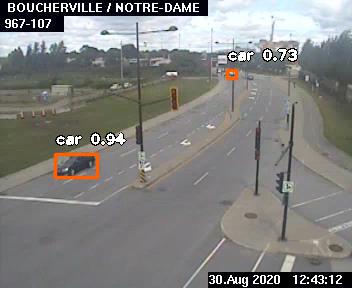 BOUCHERVILLE / NOTRE-DAME
967-107
car 0.73
car 0.94
30.Aug 2020 12:43:12